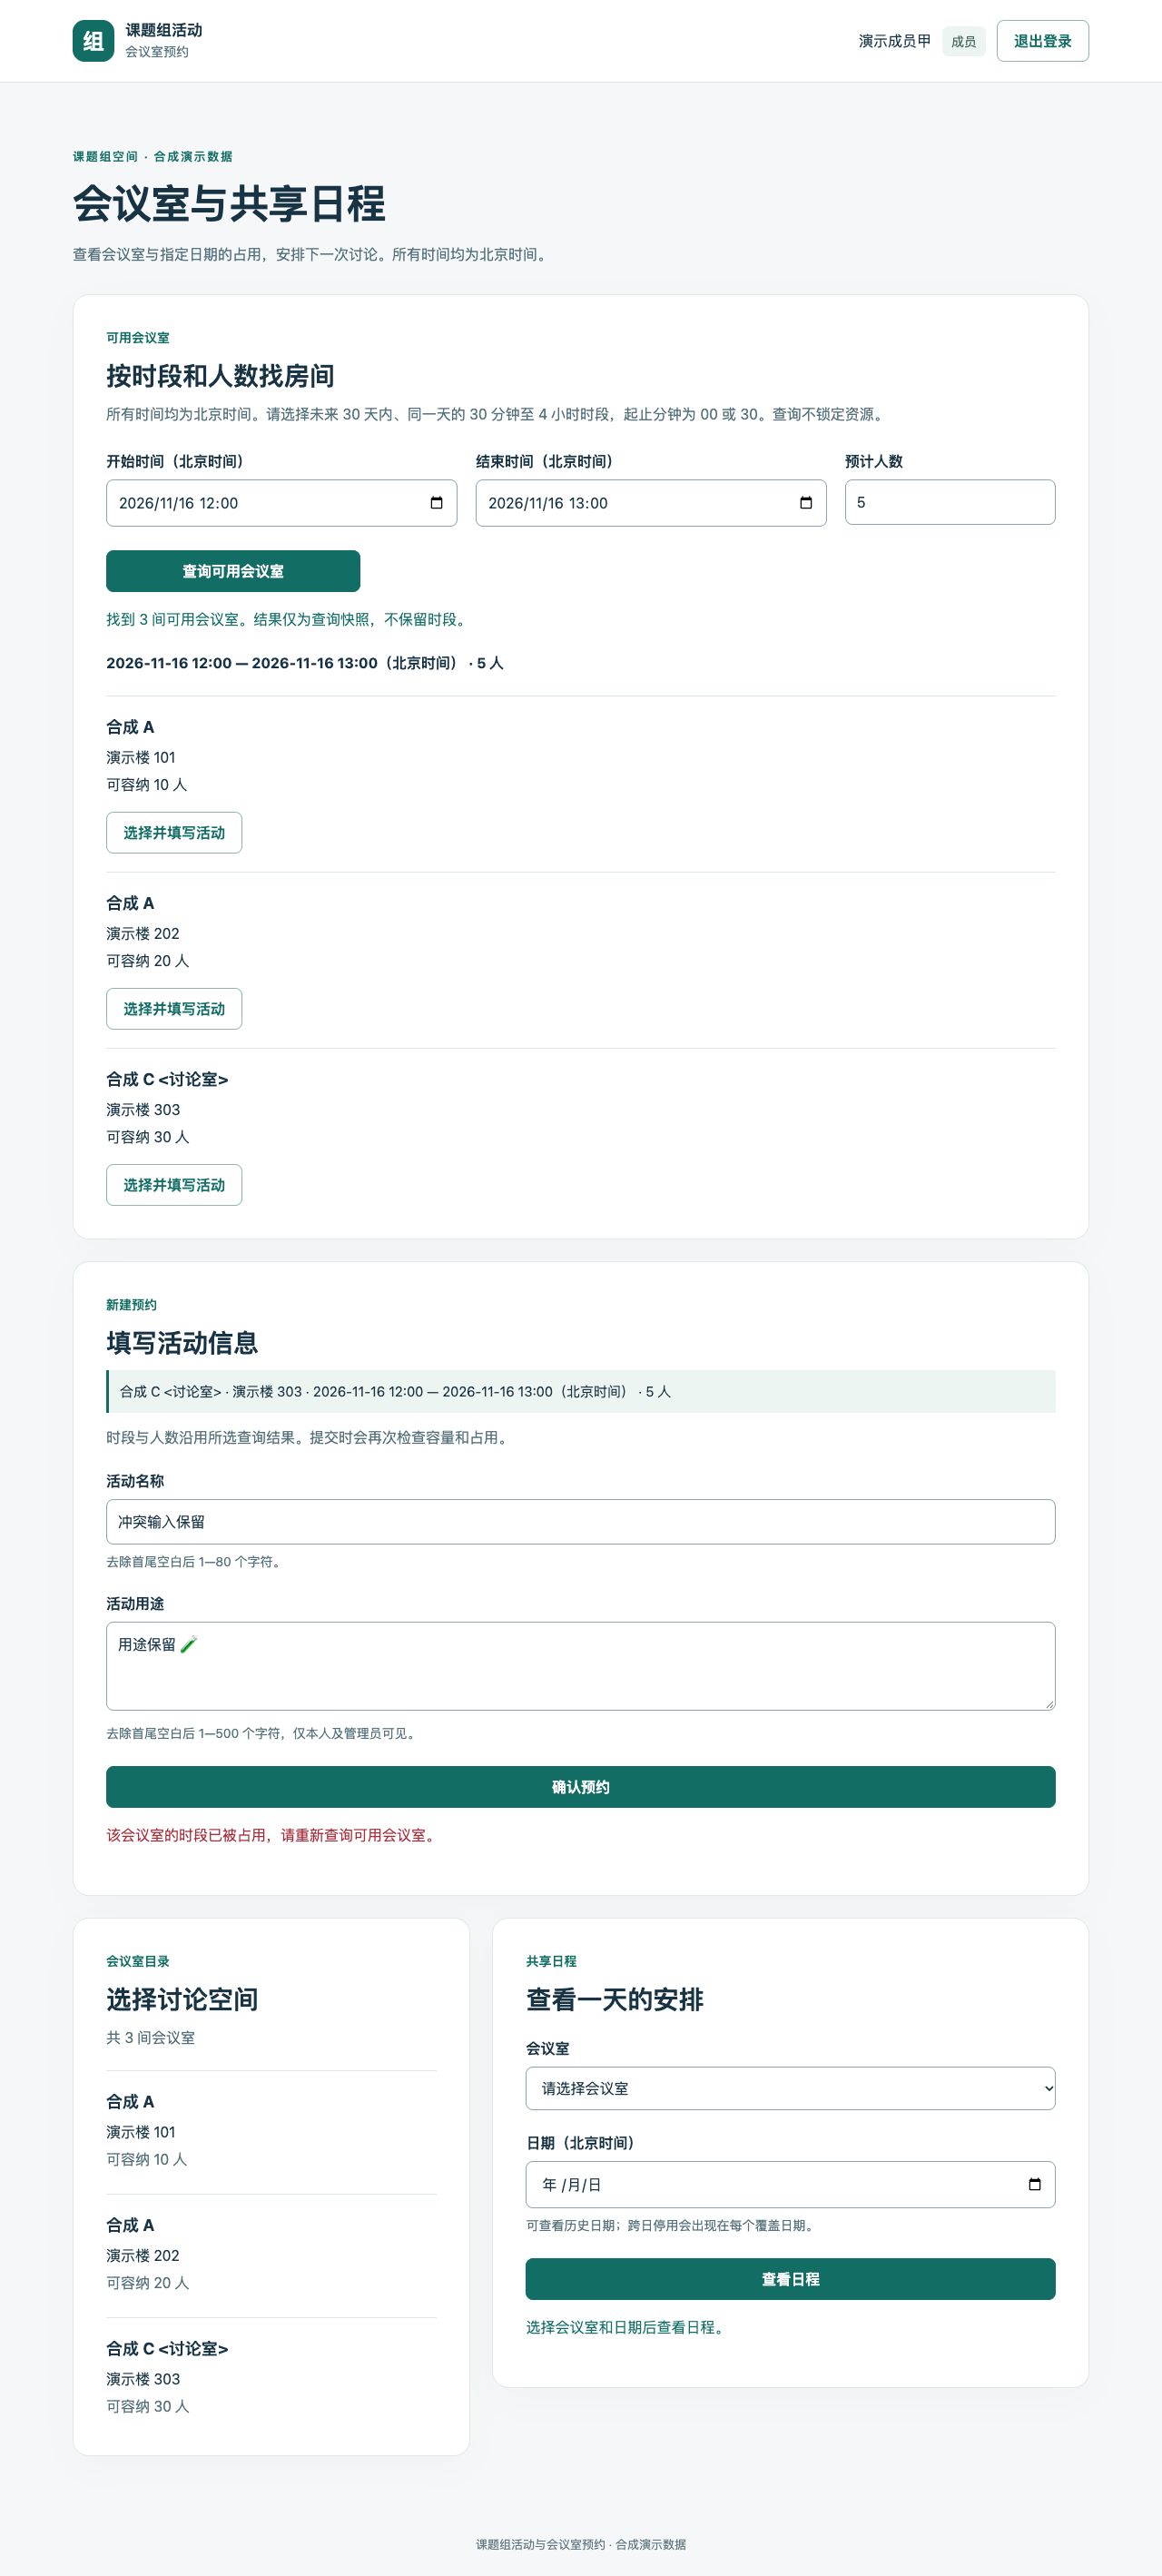 组
课题组活动
会议室预约
演示成员甲
成员
退出登录
课题组空间 · 合成演示数据
会议室与共享日程
查看会议室与指定日期的占用，安排下一次讨论。所有时间均为北京时间。
可用会议室
按时段和人数找房间
所有时间均为北京时间。请选择未来 30 天内、同一天的 30 分钟至 4 小时时段，起止分钟为 00 或 30。查询不锁定资源。
开始时间（北京时间）
结束时间（北京时间）
预计人数
2026/11/16 12:00
2026/11/16 13:00
5
查询可用会议室
找到 3 间可用会议室。结果仅为查询快照，不保留时段。
2026-11-16 12:00 — 2026-11-16 13:00（北京时间） · 5 人
合成 A
演示楼 101
可容纳 10 人
选择并填写活动
合成 A
演示楼 202
可容纳 20 人
选择并填写活动
合成 C <讨论室>
演示楼 303
可容纳 30 人
选择并填写活动
新建预约
填写活动信息
合成 C <讨论室> · 演示楼 303 · 2026-11-16 12:00 — 2026-11-16 13:00（北京时间） · 5 人
时段与人数沿用所选查询结果。提交时会再次检查容量和占用。
活动名称
冲突输入保留
去除首尾空白后 1—80 个字符。
活动用途
用途保留 🧪
去除首尾空白后 1—500 个字符，仅本人及管理员可见。
确认预约
该会议室的时段已被占用，请重新查询可用会议室。
会议室目录
选择讨论空间
共 3 间会议室
合成 A
演示楼 101
可容纳 10 人
合成 A
演示楼 202
可容纳 20 人
合成 C <讨论室>
演示楼 303
可容纳 30 人
共享日程
查看一天的安排
会议室
请选择会议室
日期（北京时间）
年 /月/日
可查看历史日期；跨日停用会出现在每个覆盖日期。
查看日程
选择会议室和日期后查看日程。
课题组活动与会议室预约 · 合成演示数据